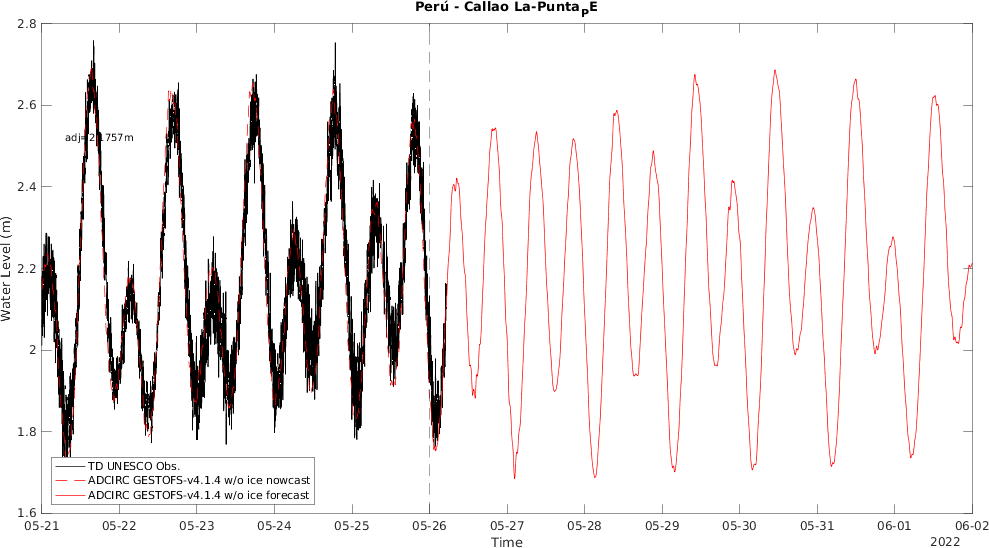 Perú - Callao La-PuntaPE
2.8
2.6
2.4
2.2
2
1.8
1.6
Water Level (m)
TD UNESCO Obs.
ADCIRC GESTOFS-v4.1.4 w/o ice nowcast
ADCIRC GESTOFS-v4.1.4 w/o ice forecast
05-21 05-22 05-23 05-24 05-25 05-26 05-27 05-28 05-29 05-30 05-31 06-01 06-02
Time
2022